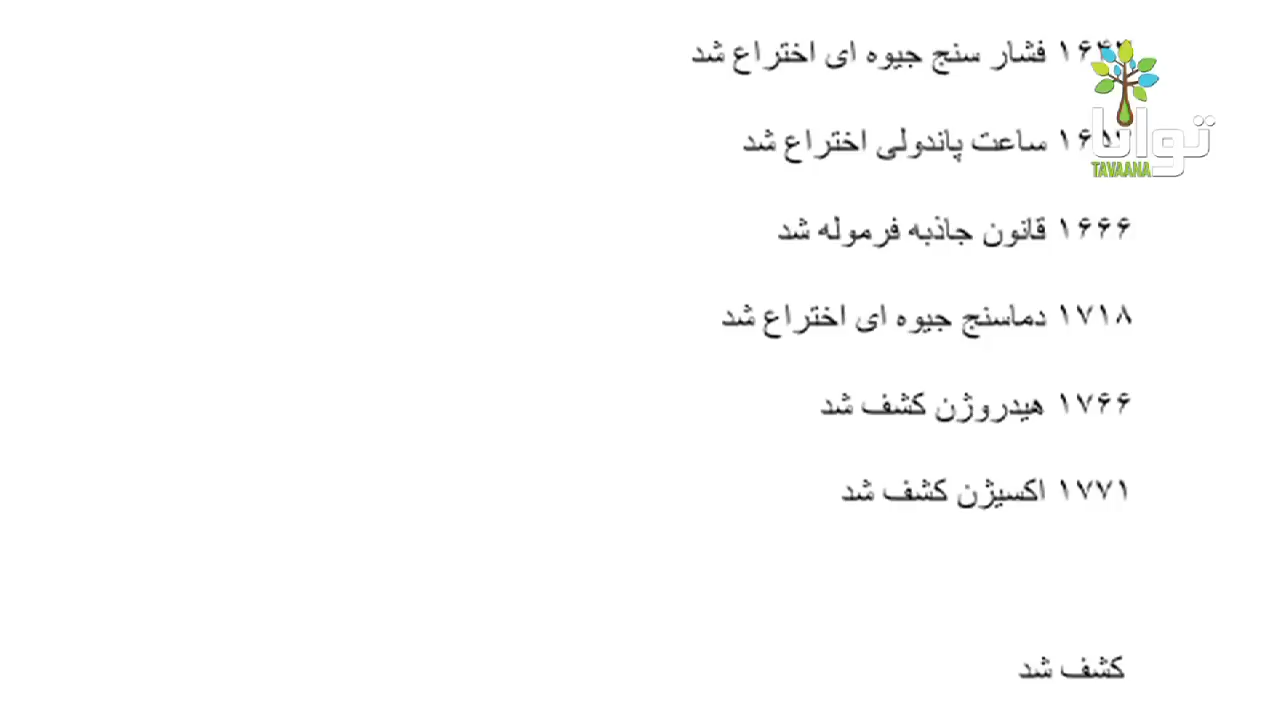 فشار سنج جیوه ای اختراع شد
ساعت پاندولی اختراع شد
۱۶۶۶ قانون جاذبه فرموله شد
۱۷۱۸ دماسنج جیوه ای اختراع شد
۱۷۶۶ هیدروژن کشف شد
۱۷۷۱ اکسیژن کشف شد
کشف شد
توانا
TAVAANA